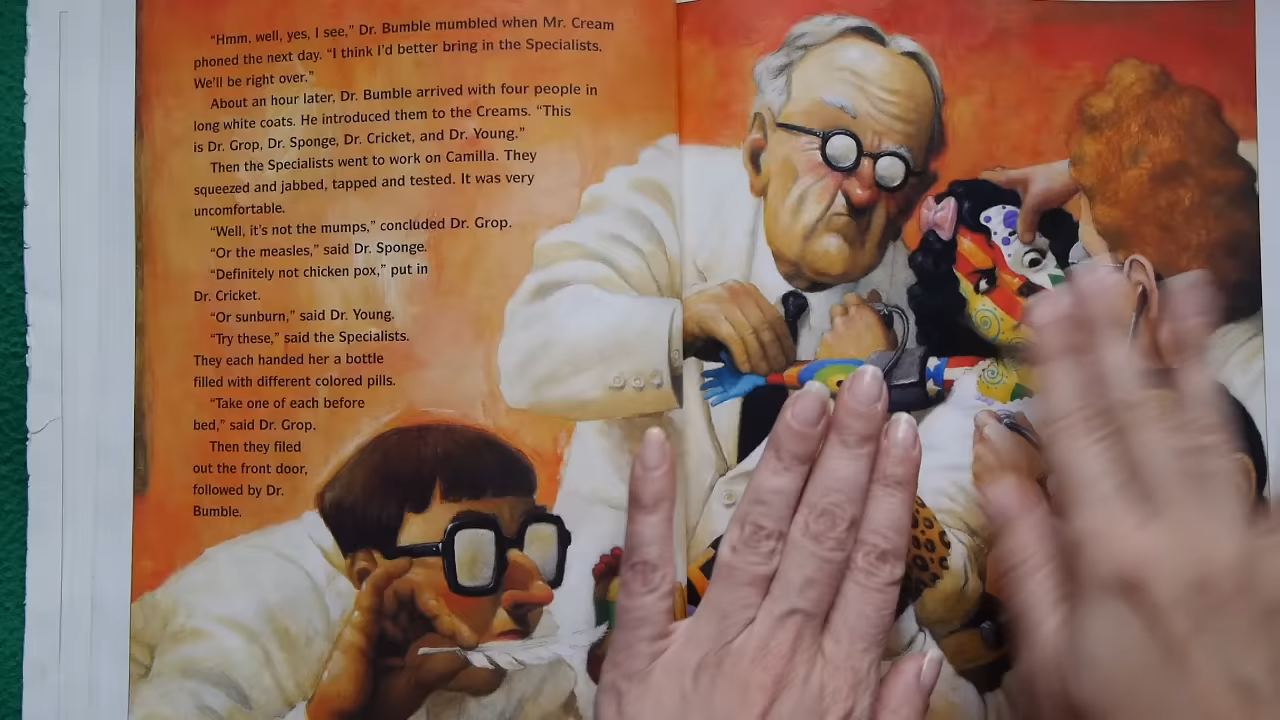 “Hmm, well, yes, I see,” Dr. Bumble mumbled when Mr. Cream
phoned the next day. “I think I’d better bring in the Specialists.
We’ll be right over.”
About an hour later, Dr. Bumble arrived with four people in
long white coats. He introduced them to the Creams. “This
is Dr. Grop, Dr. Sponge, Dr. Cricket, and Dr. Young.”
Then the Specialists went to work on Camilla. They
squeezed and jabbed, tapped and tested. It was very
uncomfortable.
“Well, it’s not the mumps,” concluded Dr. Grop.
“Or the measles,” said Dr. Sponge.
“Definitely not chicken pox,” put in
Dr. Cricket.
“Or sunburn,” said Dr. Young.
“Try these,” said the Specialists.
They each handed her a bottle
filled with different colored pills.
“Take one of each before
bed,” said Dr. Grop.
Then they filed
out the front door,
followed by Dr.
Bumble.